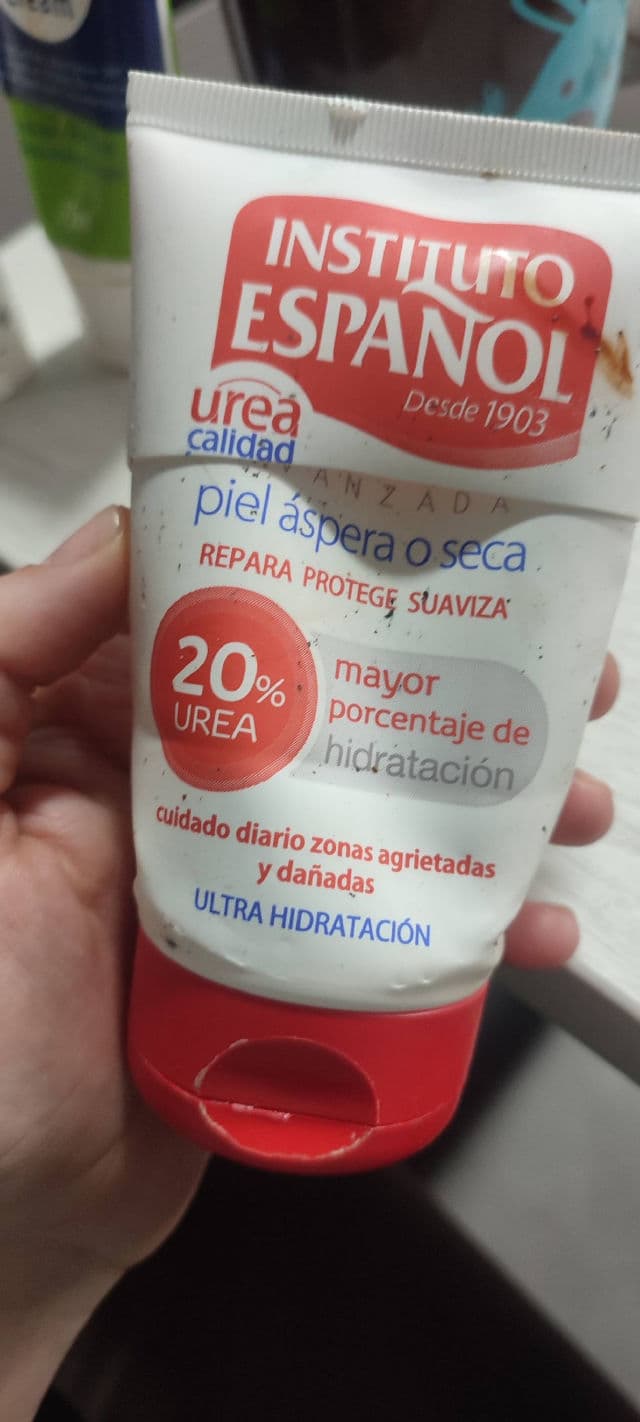 INSTITUTO
ESPAÑOL
Desde 1903
urea
calidad
ANZADA
piel áspera o seca
REPARA PROTEGE SUAVIZA
20%
UREA
mayor
porcentaje de
hidratación
cuidado diario zonas agrietadas
y dañadas
ULTRA HIDRATACIÓN